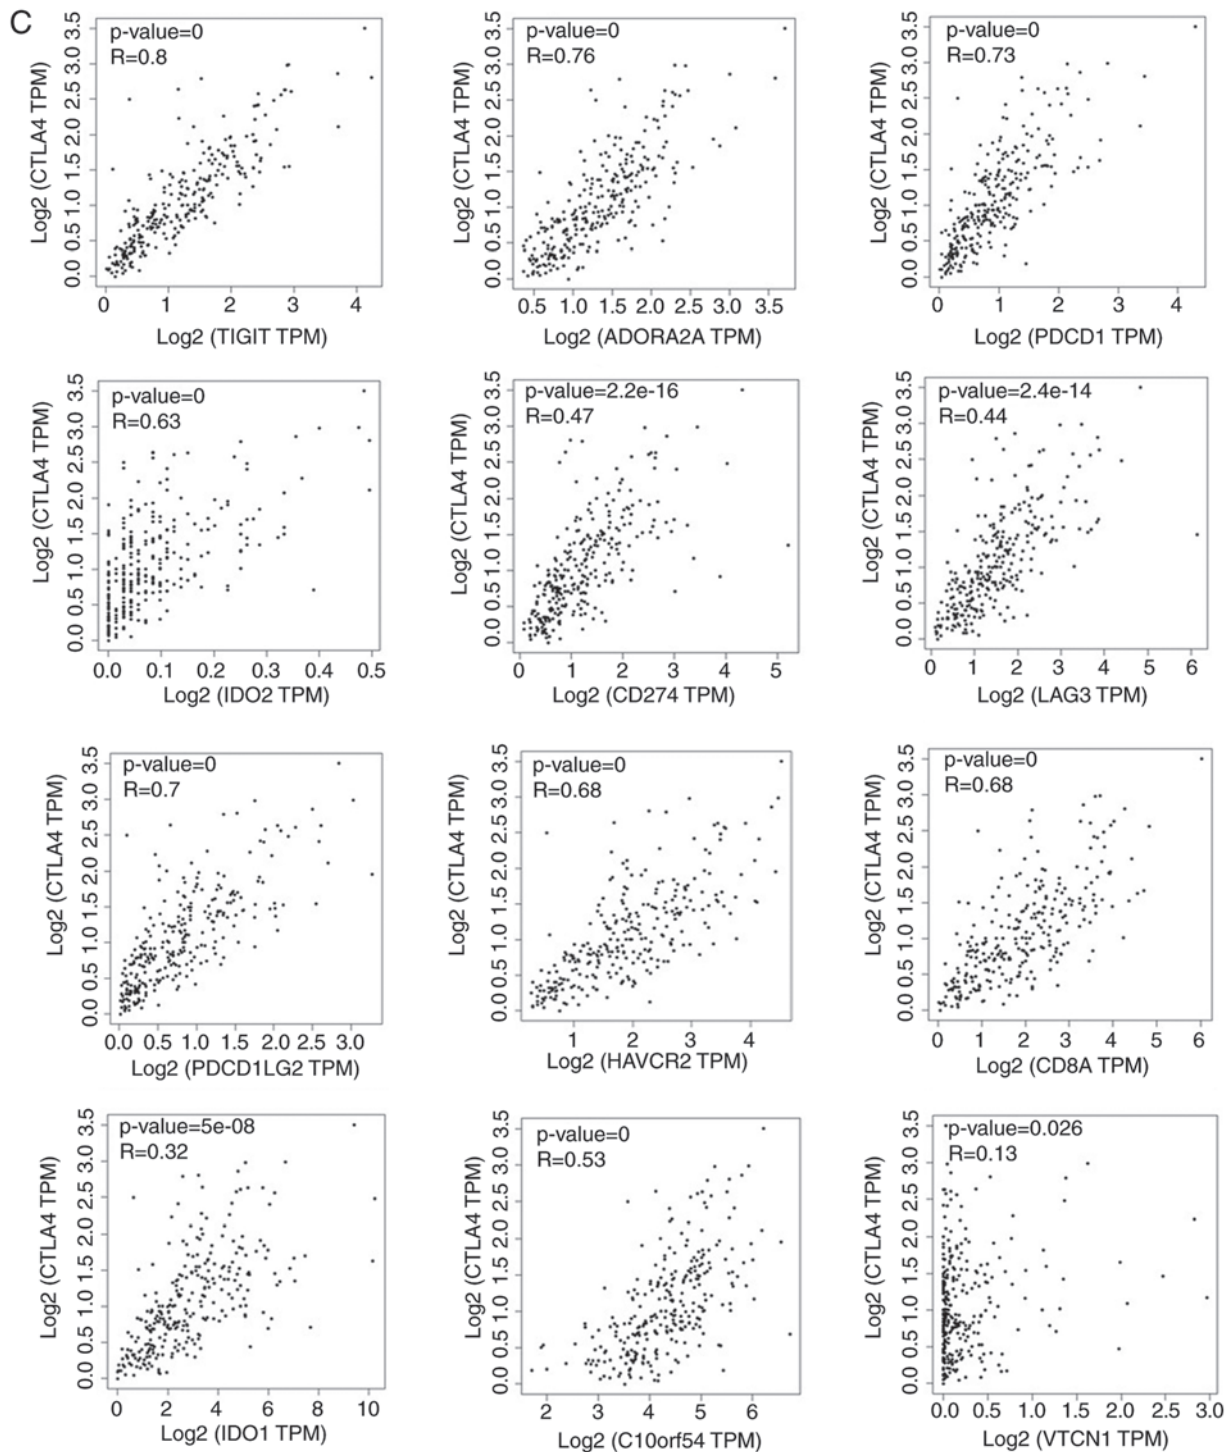 C
p-value=0
R=0.8
Log2 (CTLA4 TPM)
0.0 0.5 1.0 1.5 2.0 2.5 3.0 3.5
0 1 2 3 4
Log2 (TIGIT TPM)
p-value=0
R=0.76
Log2 (CTLA4 TPM)
0.0 0.5 1.0 1.5 2.0 2.5 3.0 3.5
0.5 1.0 1.5 2.0 2.5 3.0 3.5
Log2 (ADORA2A TPM)
p-value=0
R=0.73
Log2 (CTLA4 TPM)
0.0 0.5 1.0 1.5 2.0 2.5 3.0 3.5
0 1 2 3 4
Log2 (PDCD1 TPM)
p-value=0
R=0.63
Log2 (CTLA4 TPM)
0.0 0.5 1.0 1.5 2.0 2.5 3.0 3.5
0.0 0.1 0.2 0.3 0.4 0.5
Log2 (IDO2 TPM)
p-value=2.2e-16
R=0.47
Log2 (CTLA4 TPM)
0.0 0.5 1.0 1.5 2.0 2.5 3.0 3.5
0 1 2 3 4 5
Log2 (CD274 TPM)
p-value=2.4e-14
R=0.44
Log2 (CTLA4 TPM)
0.0 0.5 1.0 1.5 2.0 2.5 3.0 3.5
0 1 2 3 4 5 6
Log2 (LAG3 TPM)
p-value=0
R=0.7
Log2 (CTLA4 TPM)
0.0 0.5 1.0 1.5 2.0 2.5 3.0 3.5
0.0 0.5 1.0 1.5 2.0 2.5 3.0
Log2 (PDCD1LG2 TPM)
p-value=0
R=0.68
Log2 (CTLA4 TPM)
0.0 0.5 1.0 1.5 2.0 2.5 3.0 3.5
1 2 3 4
Log2 (HAVCR2 TPM)
p-value=0
R=0.68
Log2 (CTLA4 TPM)
0.0 0.5 1.0 1.5 2.0 2.5 3.0 3.5
0 1 2 3 4 5 6
Log2 (CD8A TPM)
p-value=5e-08
R=0.32
Log2 (CTLA4 TPM)
0.0 0.5 1.0 1.5 2.0 2.5 3.0 3.5
0 2 4 6 8 10
Log2 (IDO1 TPM)
p-value=0
R=0.53
Log2 (CTLA4 TPM)
0.0 0.5 1.0 1.5 2.0 2.5 3.0 3.5
2 3 4 5 6
Log2 (C10orf54 TPM)
p-value=0.026
R=0.13
Log2 (CTLA4 TPM)
0.0 0.5 1.0 1.5 2.0 2.5 3.0 3.5
0.0 0.5 1.0 1.5 2.0 2.5 3.0
Log2 (VTCN1 TPM)